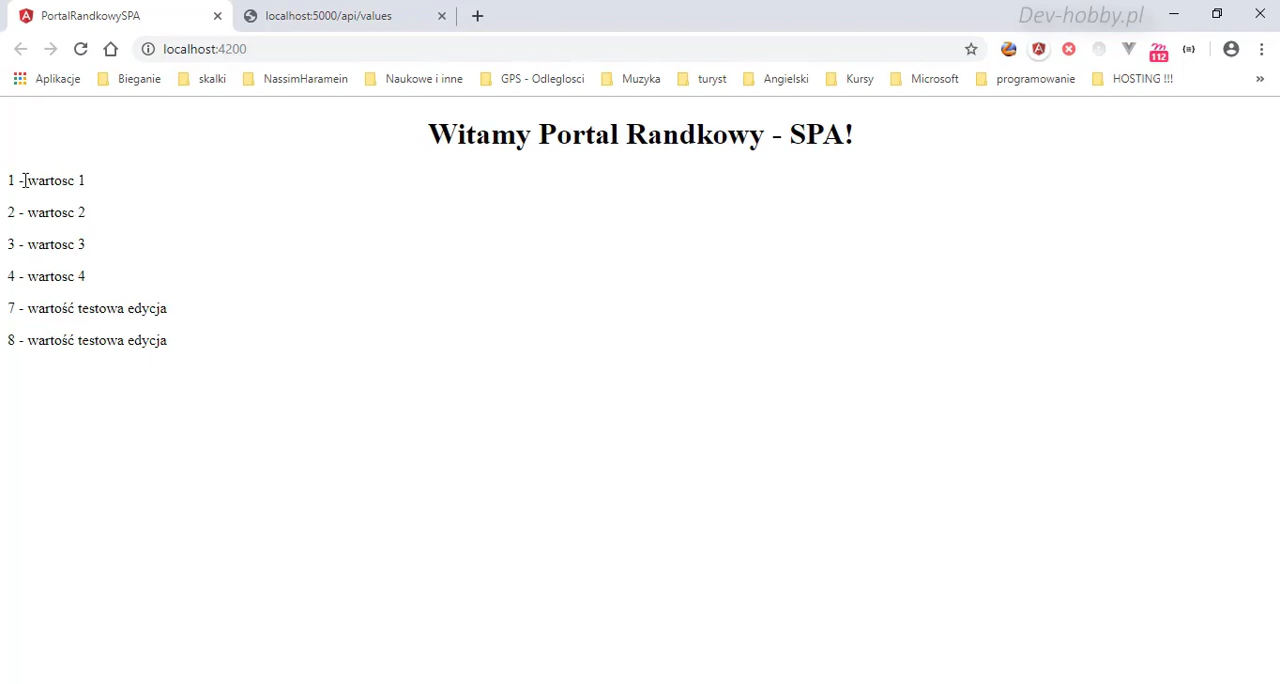 PortalRandkowySPA
localhost:5000/api/values
Dev-hobby.pl
localhost:4200
112
Aplikacje
Bieganie
skalki
NassimHaramein
Naukowe i inne
GPS - Odleglosci
Muzyka
turyst
Angielski
Kursy
Microsoft
programowanie
HOSTING !!!
Witamy Portal Randkowy - SPA!
1 - wartosc 1
2 - wartosc 2
3 - wartosc 3
4 - wartosc 4
7 - wartość testowa edycja
8 - wartość testowa edycja